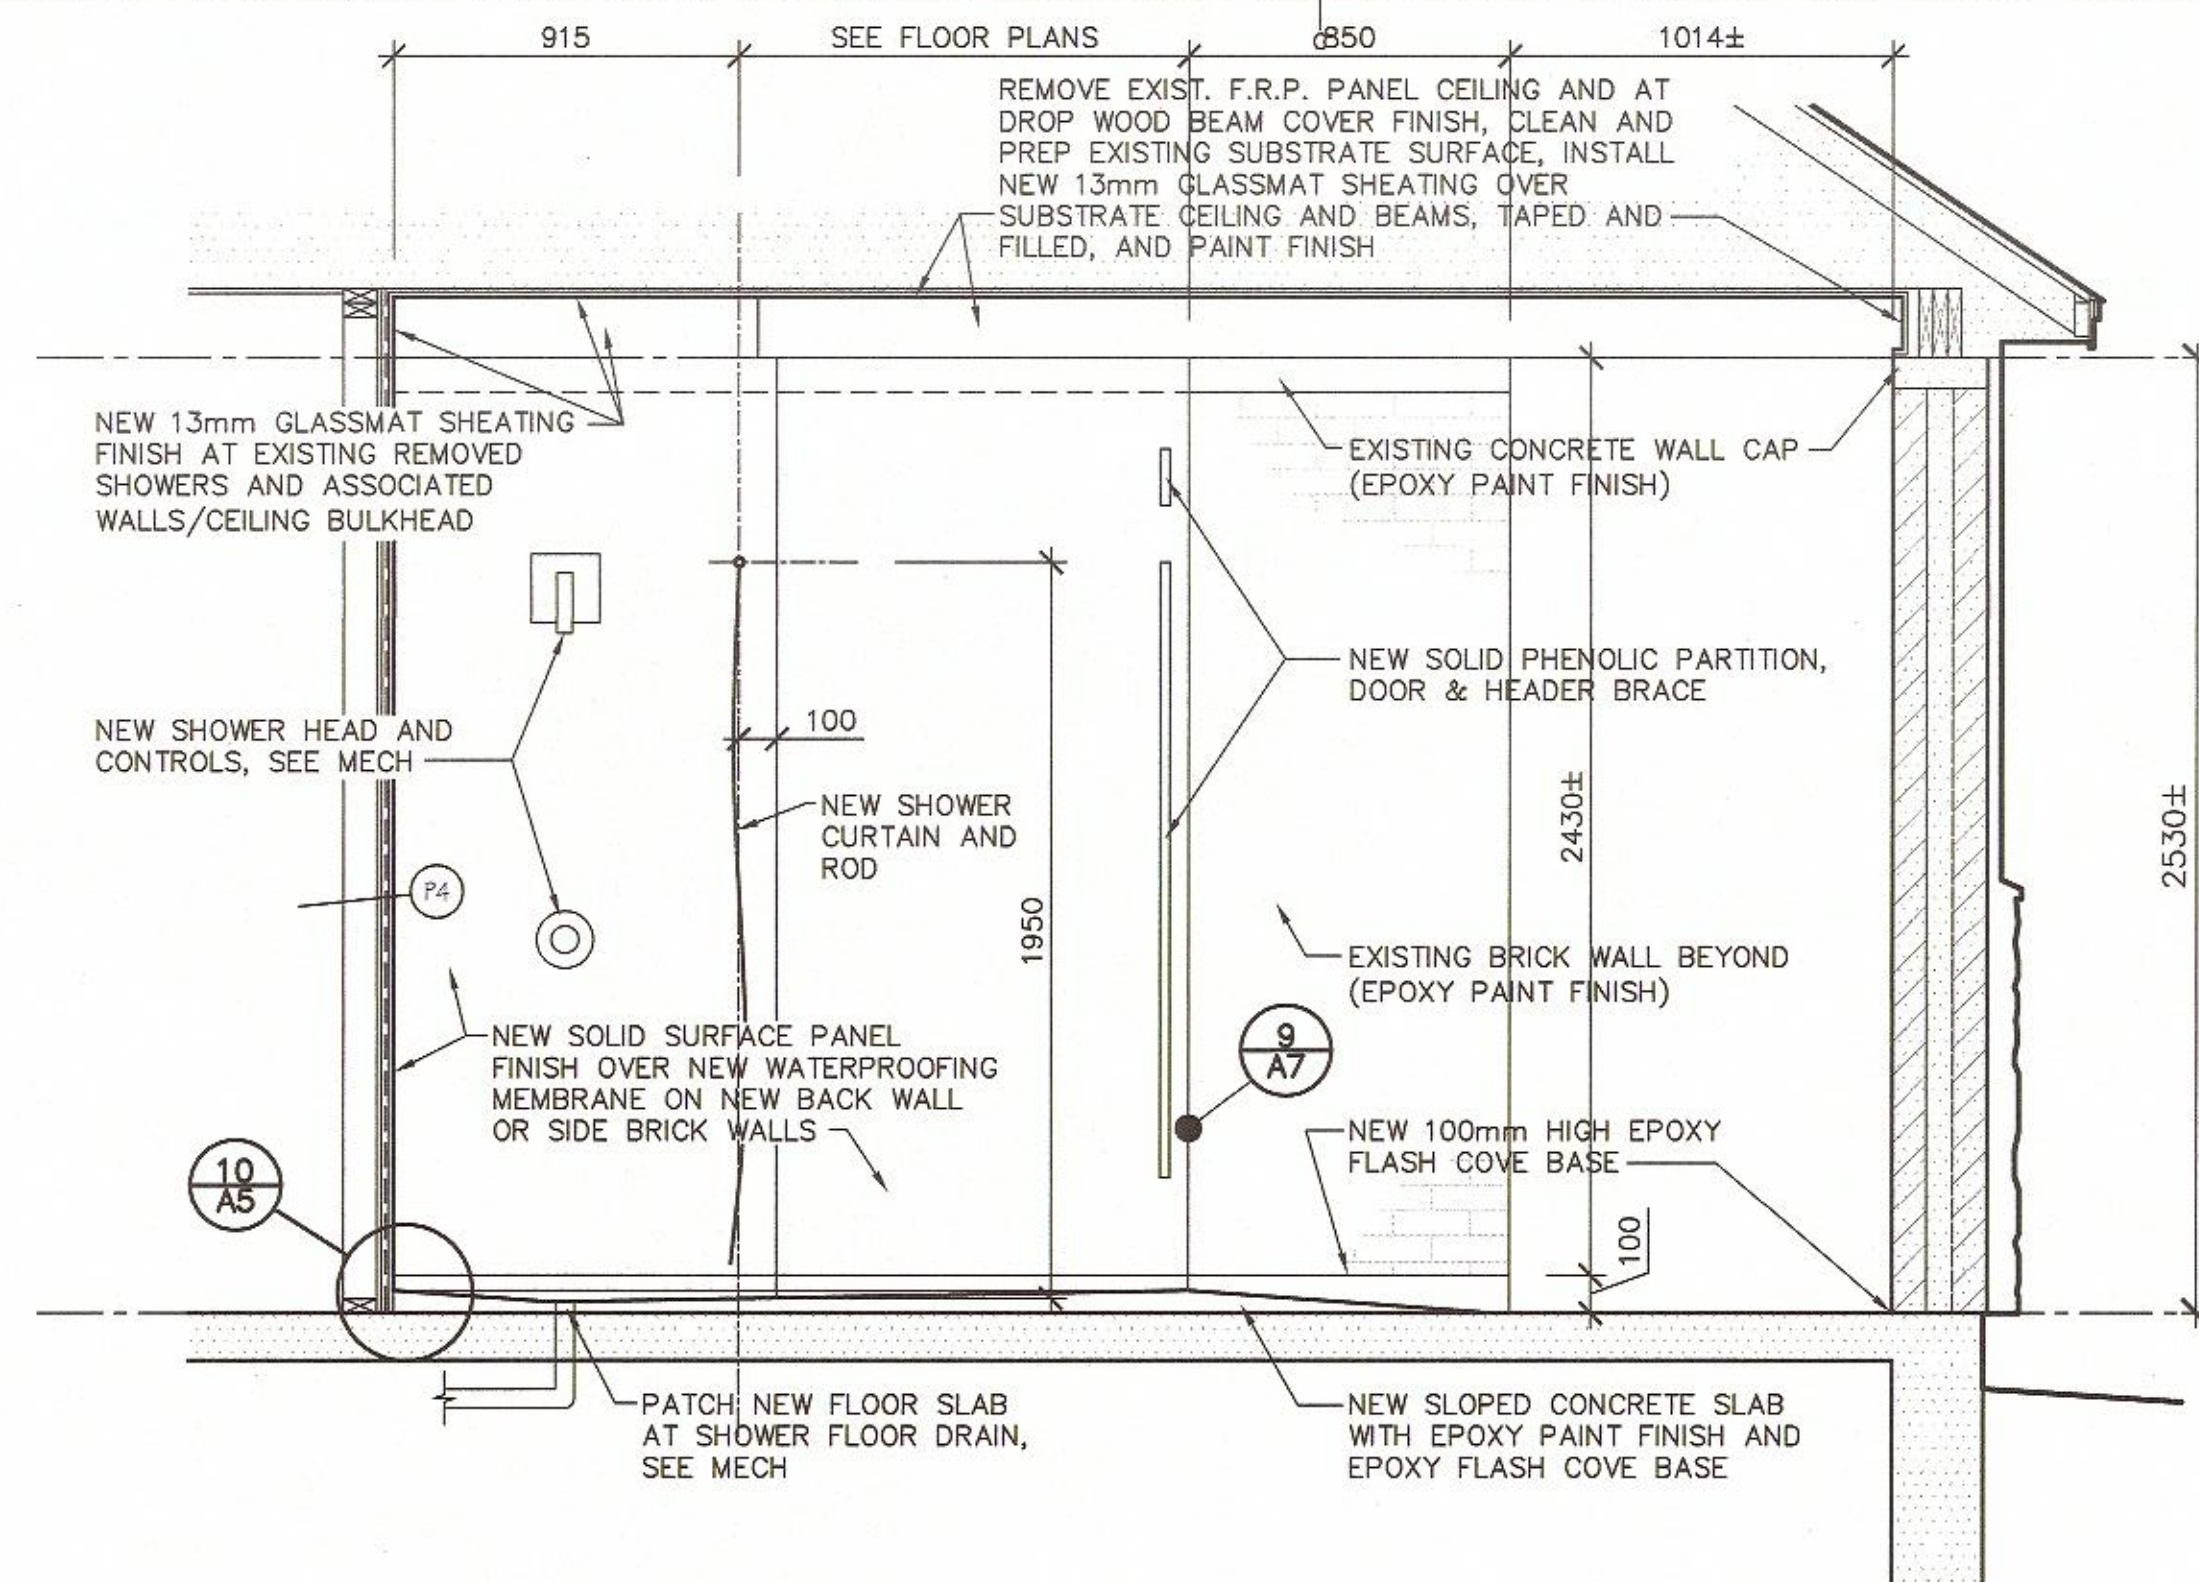 915
SEE FLOOR PLANS
850
1014±
REMOVE EXIST. F.R.P. PANEL CEILING AND AT
DROP WOOD BEAM COVER FINISH, CLEAN AND
PREP EXISTING SUBSTRATE SURFACE, INSTALL
NEW 13mm GLASSMAT SHEATING OVER
SUBSTRATE CEILING AND BEAMS, TAPED AND
FILLED, AND PAINT FINISH
NEW 13mm GLASSMAT SHEATING
FINISH AT EXISTING REMOVED
SHOWERS AND ASSOCIATED
WALLS/CEILING BULKHEAD
EXISTING CONCRETE WALL CAP
(EPOXY PAINT FINISH)
NEW SOLID PHENOLIC PARTITION,
DOOR & HEADER BRACE
NEW SHOWER HEAD AND
CONTROLS, SEE MECH
100
NEW SHOWER
CURTAIN AND
ROD
2430±
2530±
P4
1950
EXISTING BRICK WALL BEYOND
(EPOXY PAINT FINISH)
NEW SOLID SURFACE PANEL
FINISH OVER NEW WATERPROOFING
MEMBRANE ON NEW BACK WALL
OR SIDE BRICK WALLS
9
A7
NEW 100mm HIGH EPOXY
FLASH COVE BASE
10
A5
100
PATCH NEW FLOOR SLAB
AT SHOWER FLOOR DRAIN,
SEE MECH
NEW SLOPED CONCRETE SLAB
WITH EPOXY PAINT FINISH AND
EPOXY FLASH COVE BASE